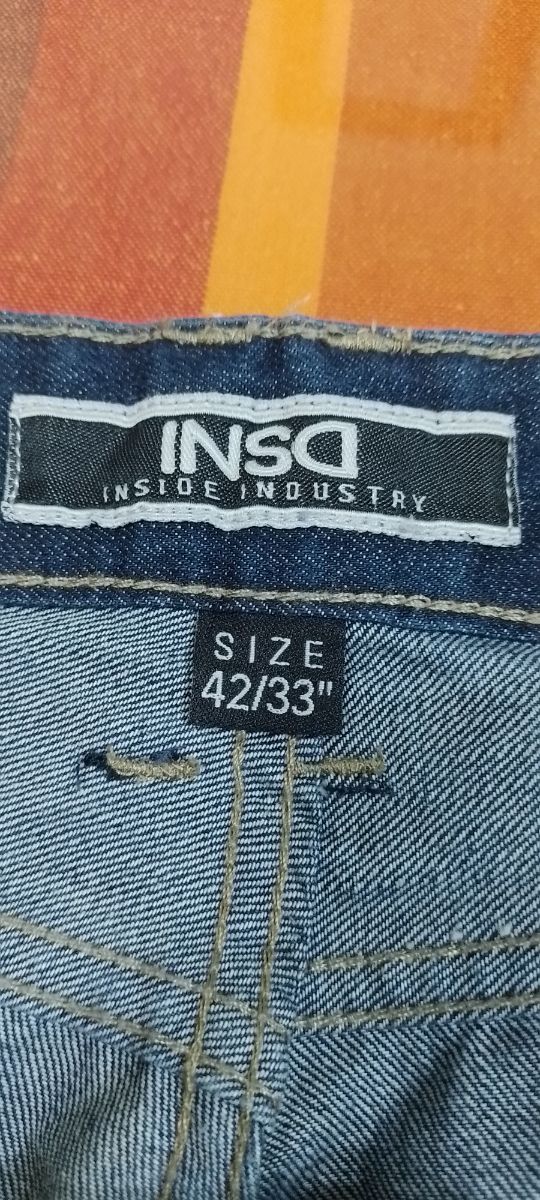 INSD
INSIDE INDUSTRY
SIZE
42/33"